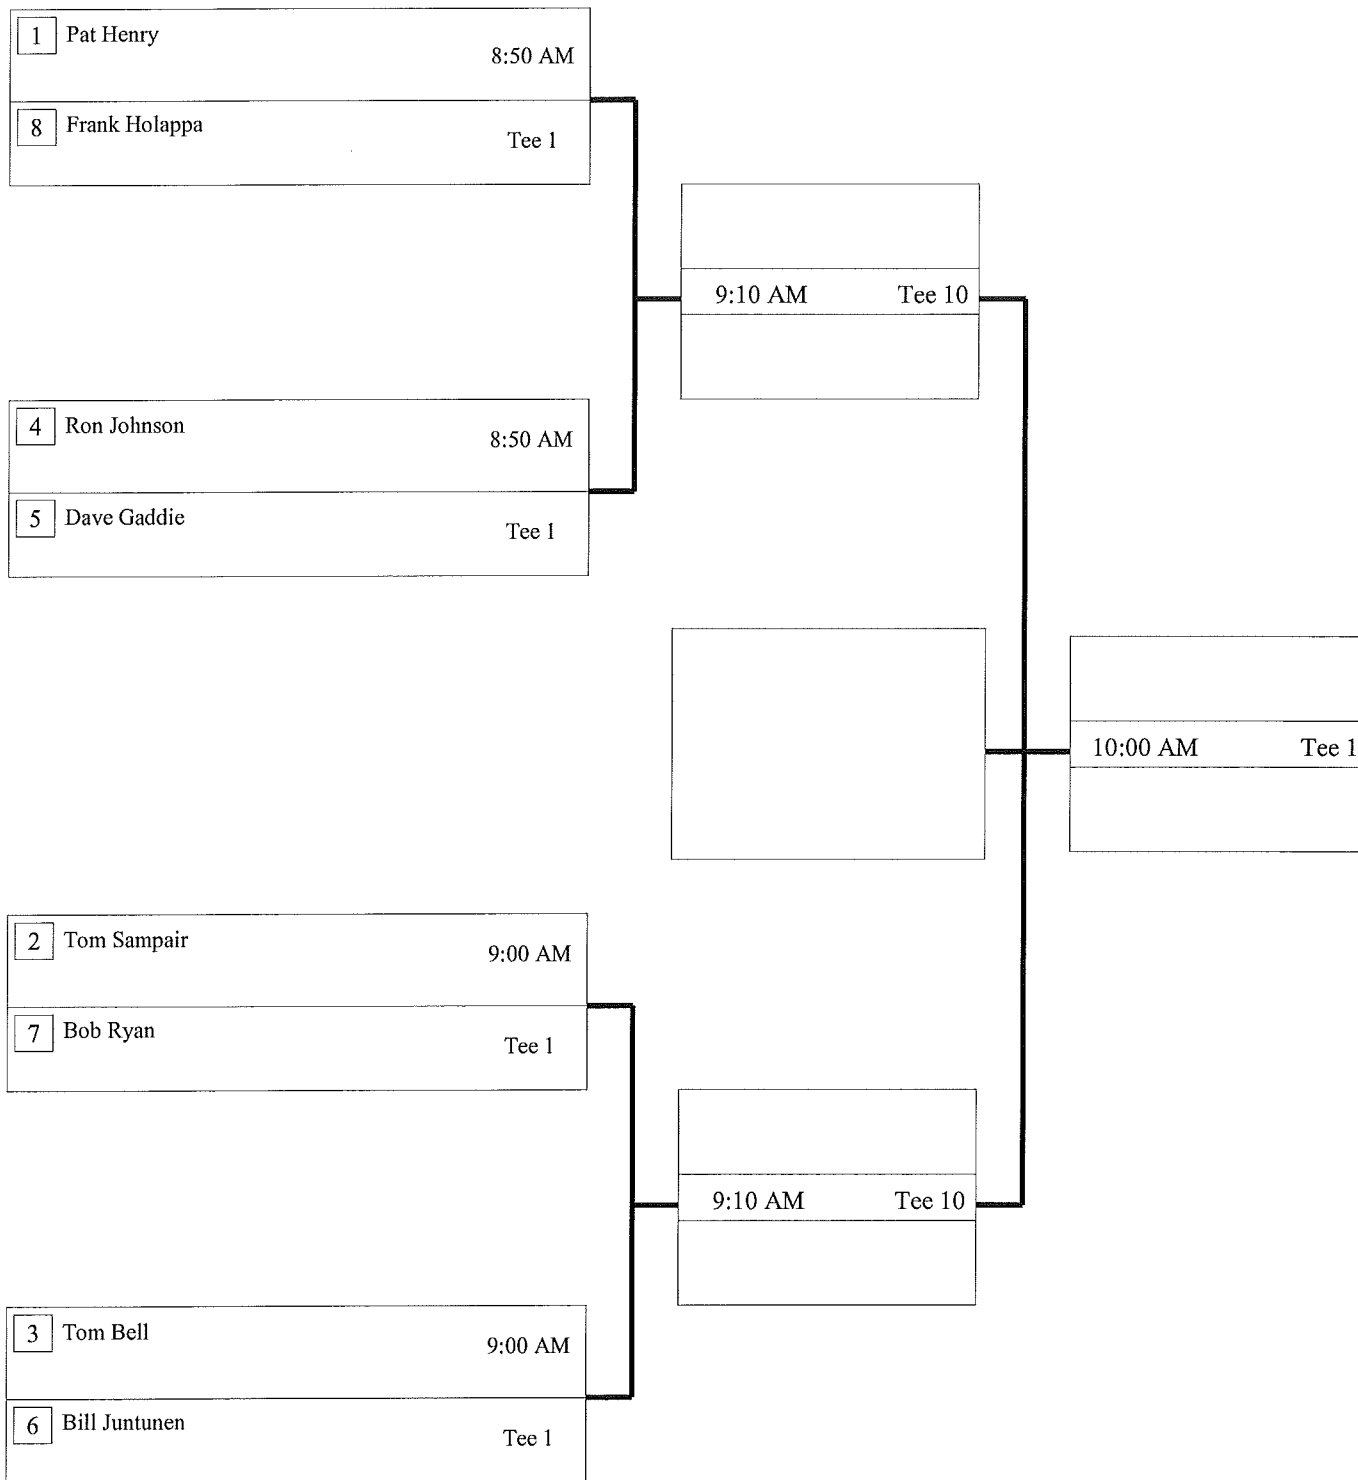 1 Pat Henry
8:50 AM
8 Frank Holappa
Tee 1
9:10 AM Tee 10
4 Ron Johnson
8:50 AM
5 Dave Gaddie
Tee 1
10:00 AM Tee 1
2 Tom Sampair
9:00 AM
7 Bob Ryan
Tee 1
9:10 AM Tee 10
3 Tom Bell
9:00 AM
6 Bill Juntunen
Tee 1